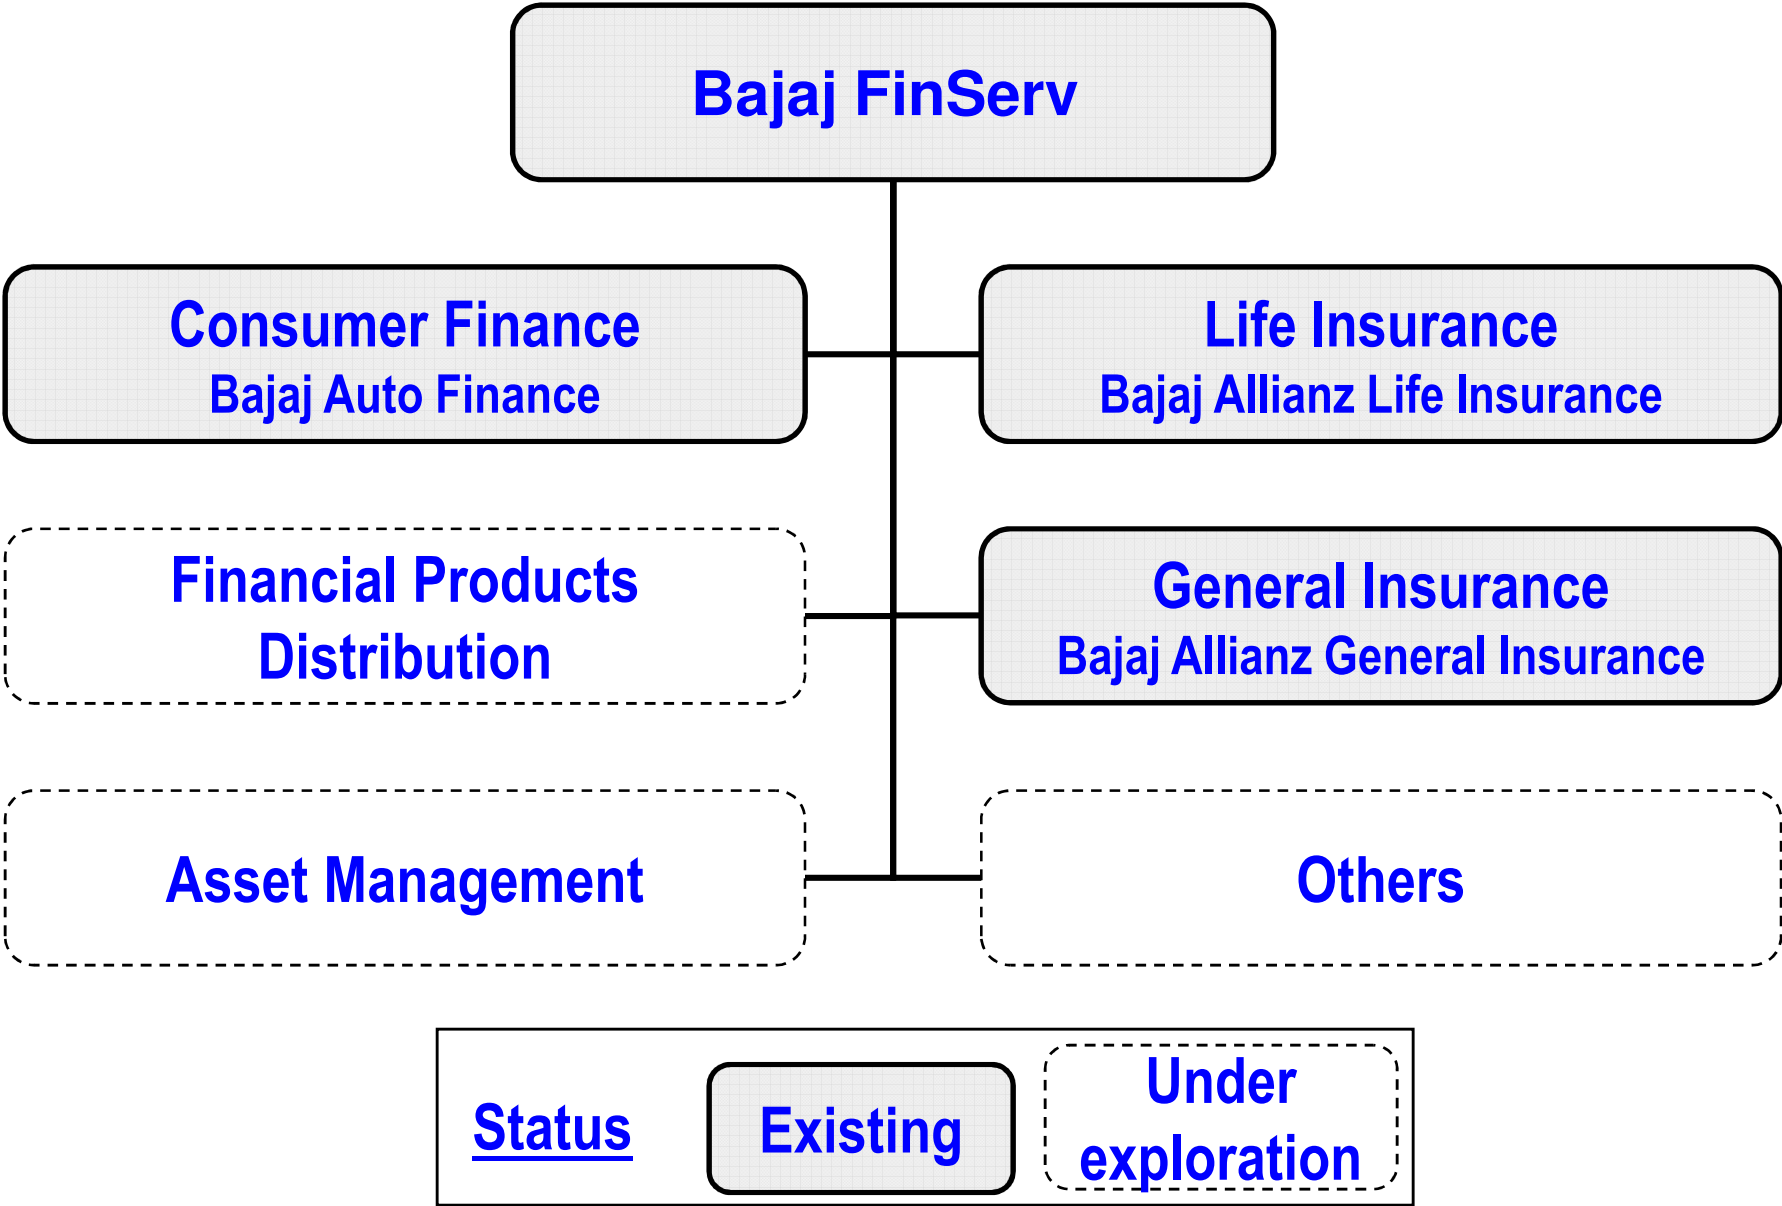 Bajaj FinServ
Consumer Finance
Bajaj Auto Finance
Life Insurance
Bajaj Allianz Life Insurance
Financial Products
Distribution
General Insurance
Bajaj Allianz General Insurance
Asset Management
Others
Status
Existing
Under
exploration